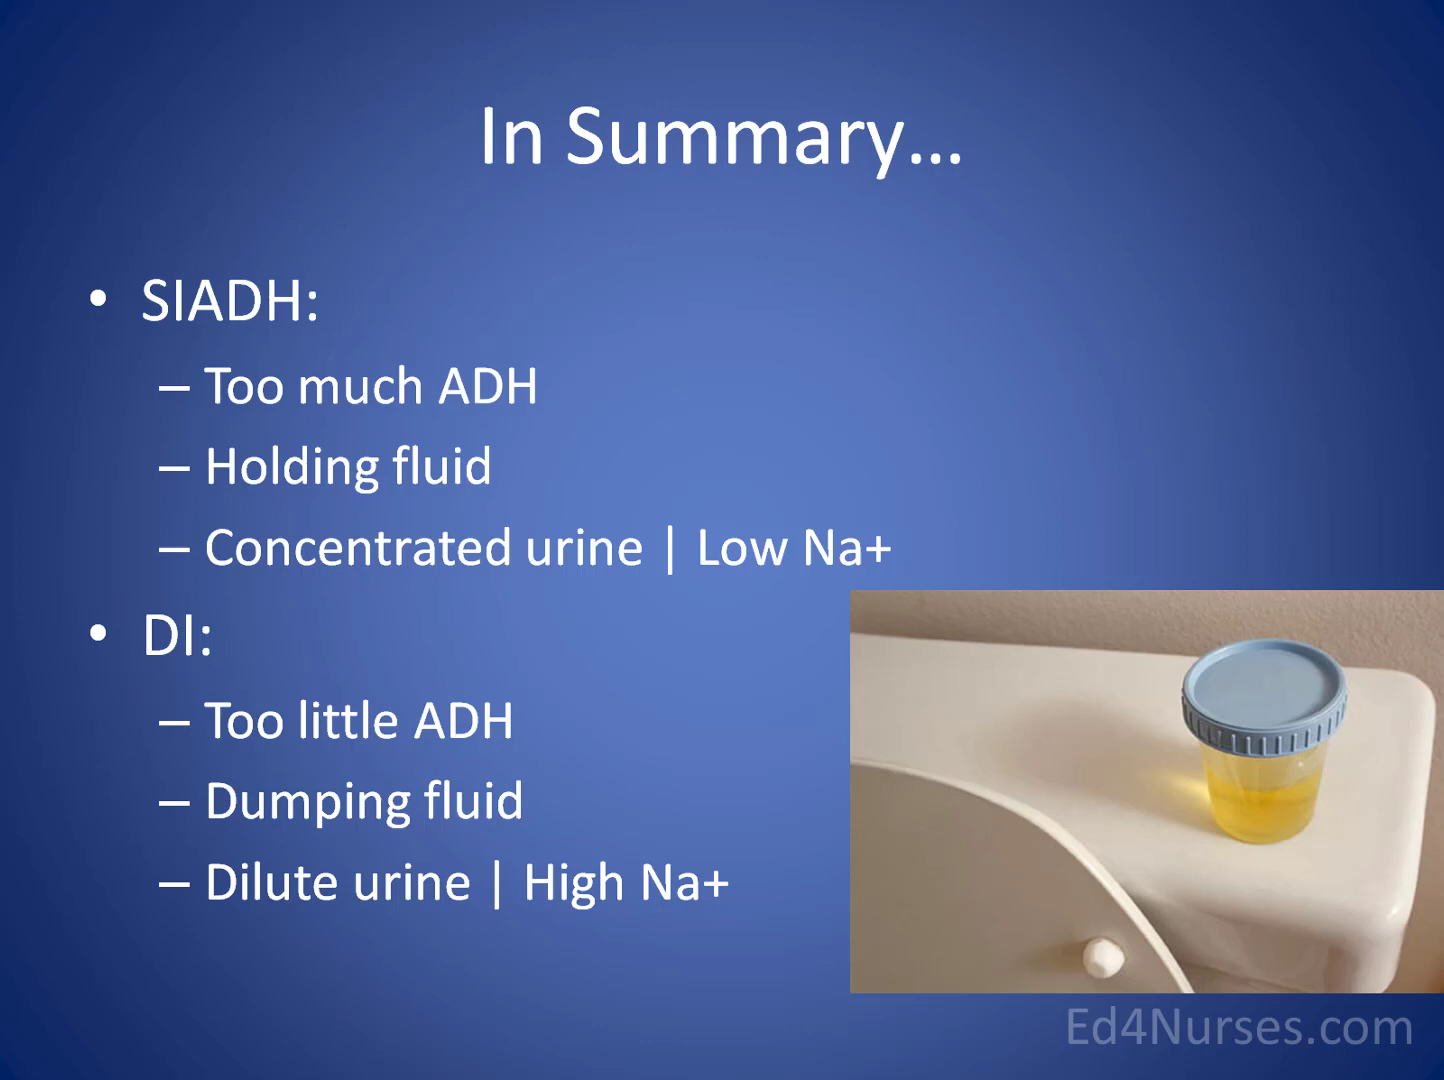 In Summary...
• SIADH:
– Too much ADH
– Holding fluid
– Concentrated urine | Low Na+
• DI:
– Too little ADH
– Dumping fluid
– Dilute urine | High Na+
Ed4Nurses.com